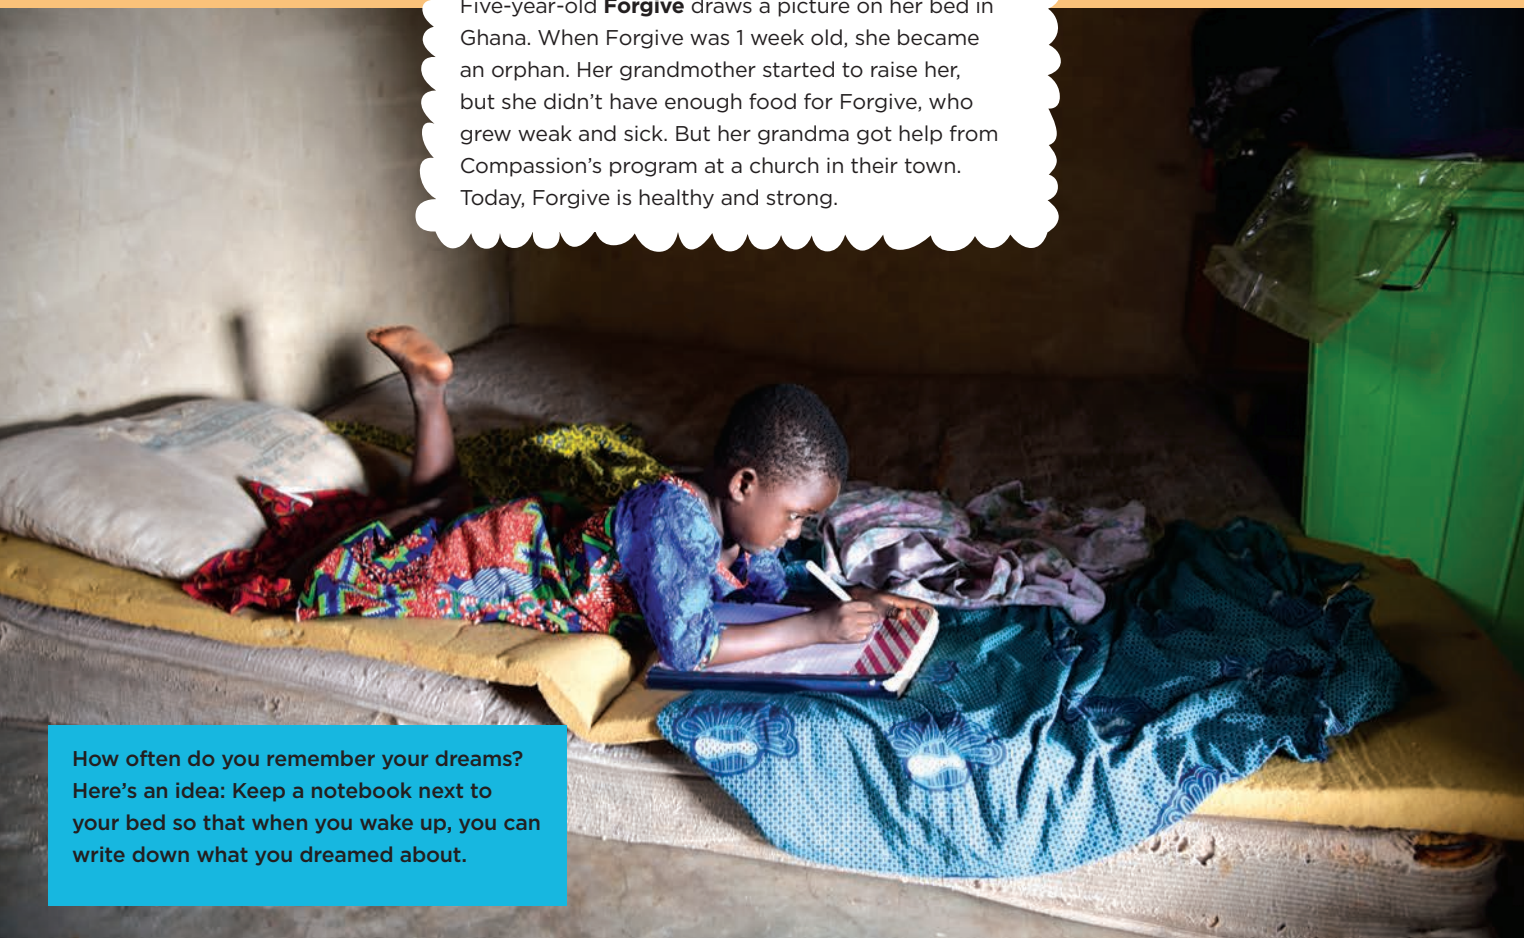 Five-year-old Forgive draws a picture on her bed in
Ghana. When Forgive was 1 week old, she became
an orphan. Her grandmother started to raise her,
but she didn’t have enough food for Forgive, who
grew weak and sick. But her grandma got help from
Compassion’s program at a church in their town.
Today, Forgive is healthy and strong.
How often do you remember your dreams?
Here’s an idea: Keep a notebook next to
your bed so that when you wake up, you can
write down what you dreamed about.